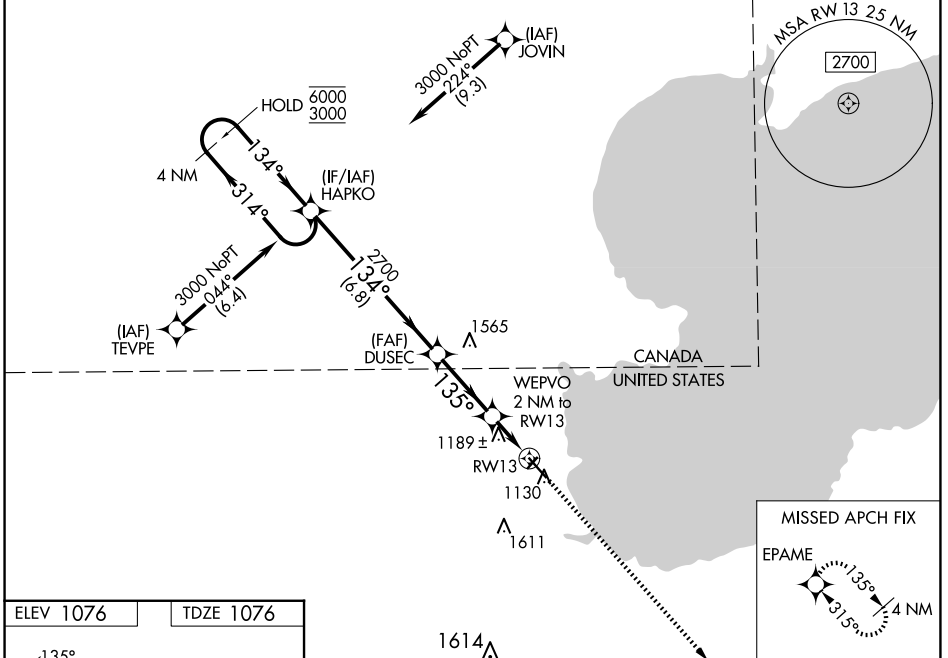 MSA RW 13 25 NM
2700
(IAF)
JOVIN
3000 NoPT
224°
(9.3)
HOLD 6000
3000
4 NM
134°
314°
(IF/IAF)
HAPKO
3000 NoPT
044°
(6.4)
(IAF)
TEVPE
2700
134°
(6.8)
(FAF)
DUSEC
1565
CANADA
UNITED STATES
135°
WEPVO
2 NM to
RW13
1189 ±
RW13
1130
1611
1614
MISSED APCH FIX
EPAME
135°
315°
4 NM
ELEV 1076
TDZE 1076
135°